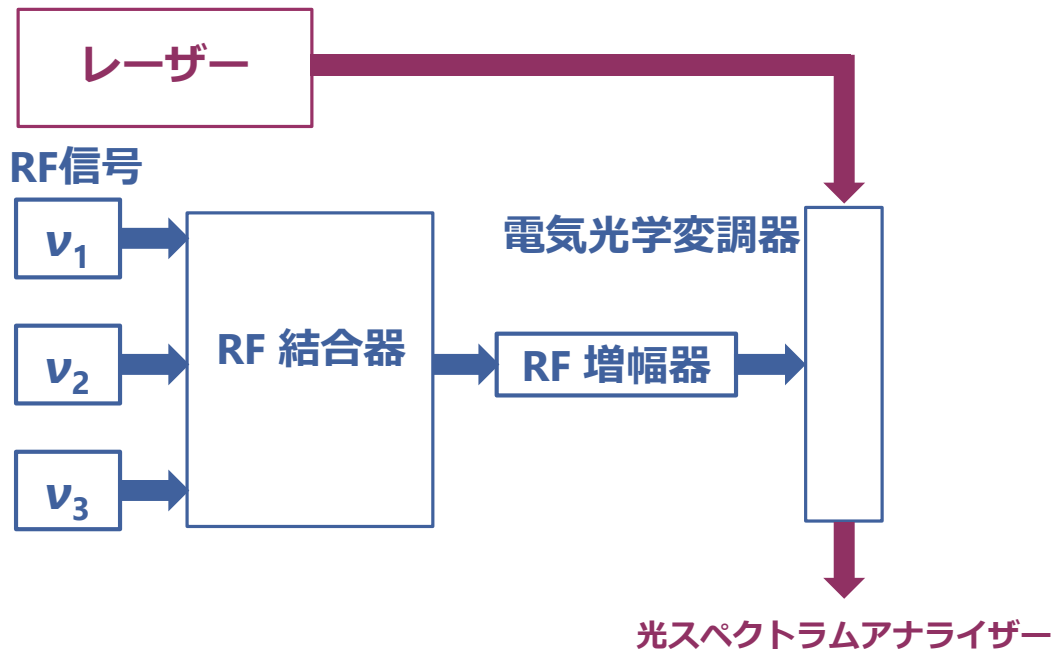 レーザー
RF信号
ν1
ν2
ν3
RF 結合器
RF 増幅器
電気光学変調器
光スペクトラムアナライザー